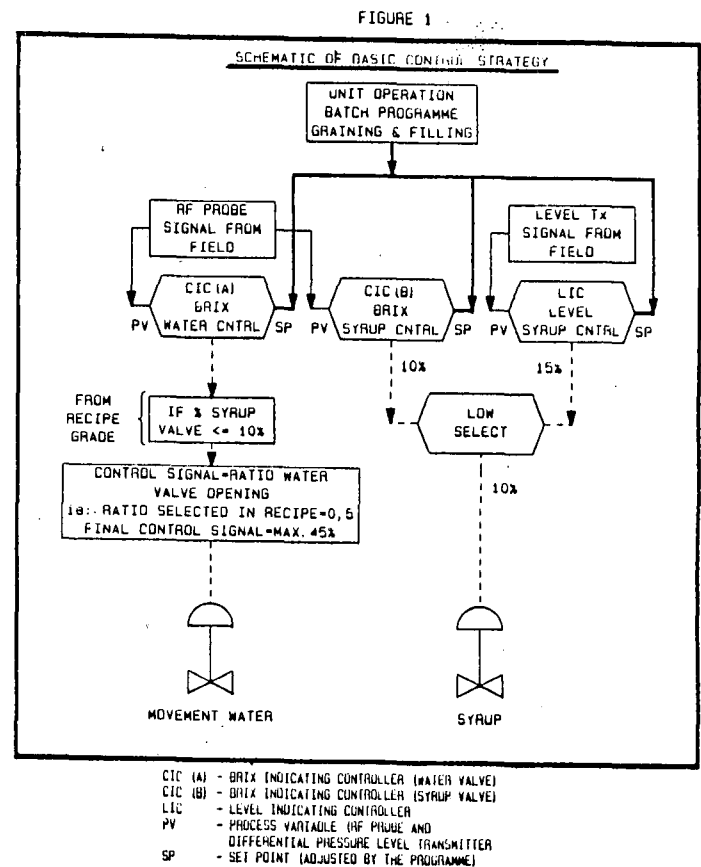 FIGURE 1
SCHEMATIC OF BASIC CONTROL STRATEGY
UNIT OPERATION
BATCH PROGRAMME
GRAINING & FILLING
RF PROBE
SIGNAL FROM
FIELD
LEVEL Tx
SIGNAL FROM
FIELD
CIC (A)
BRIX
WATER CNTRL
PV
SP
CIC (B)
BRIX
SYRUP CNTRL
PV
SP
LIC
LEVEL
SYRUP CNTRL
PV
SP
10%
15%
FROM
RECIPE
GRADE
IF % SYRUP
VALVE <= 10%
LOW
SELECT
CONTROL SIGNAL=RATIO WATER
VALVE OPENING
ie:. RATIO SELECTED IN RECIPE=0,5
FINAL CONTROL SIGNAL=MAX. 45%
10%
MOVEMENT WATER
SYRUP
CIC (A) - BRIX INDICATING CONTROLLER (WATER VALVE)
CIC (B) - BRIX INDICATING CONTROLLER (SYRUP VALVE)
LIC - LEVEL INDICATING CONTROLLER
PV - PROCESS VARIABLE (RF PROBE AND
DIFFERENTIAL PRESSURE LEVEL TRANSMITTER
SP - SET POINT (ADJUSTED BY THE PROGRAMME)